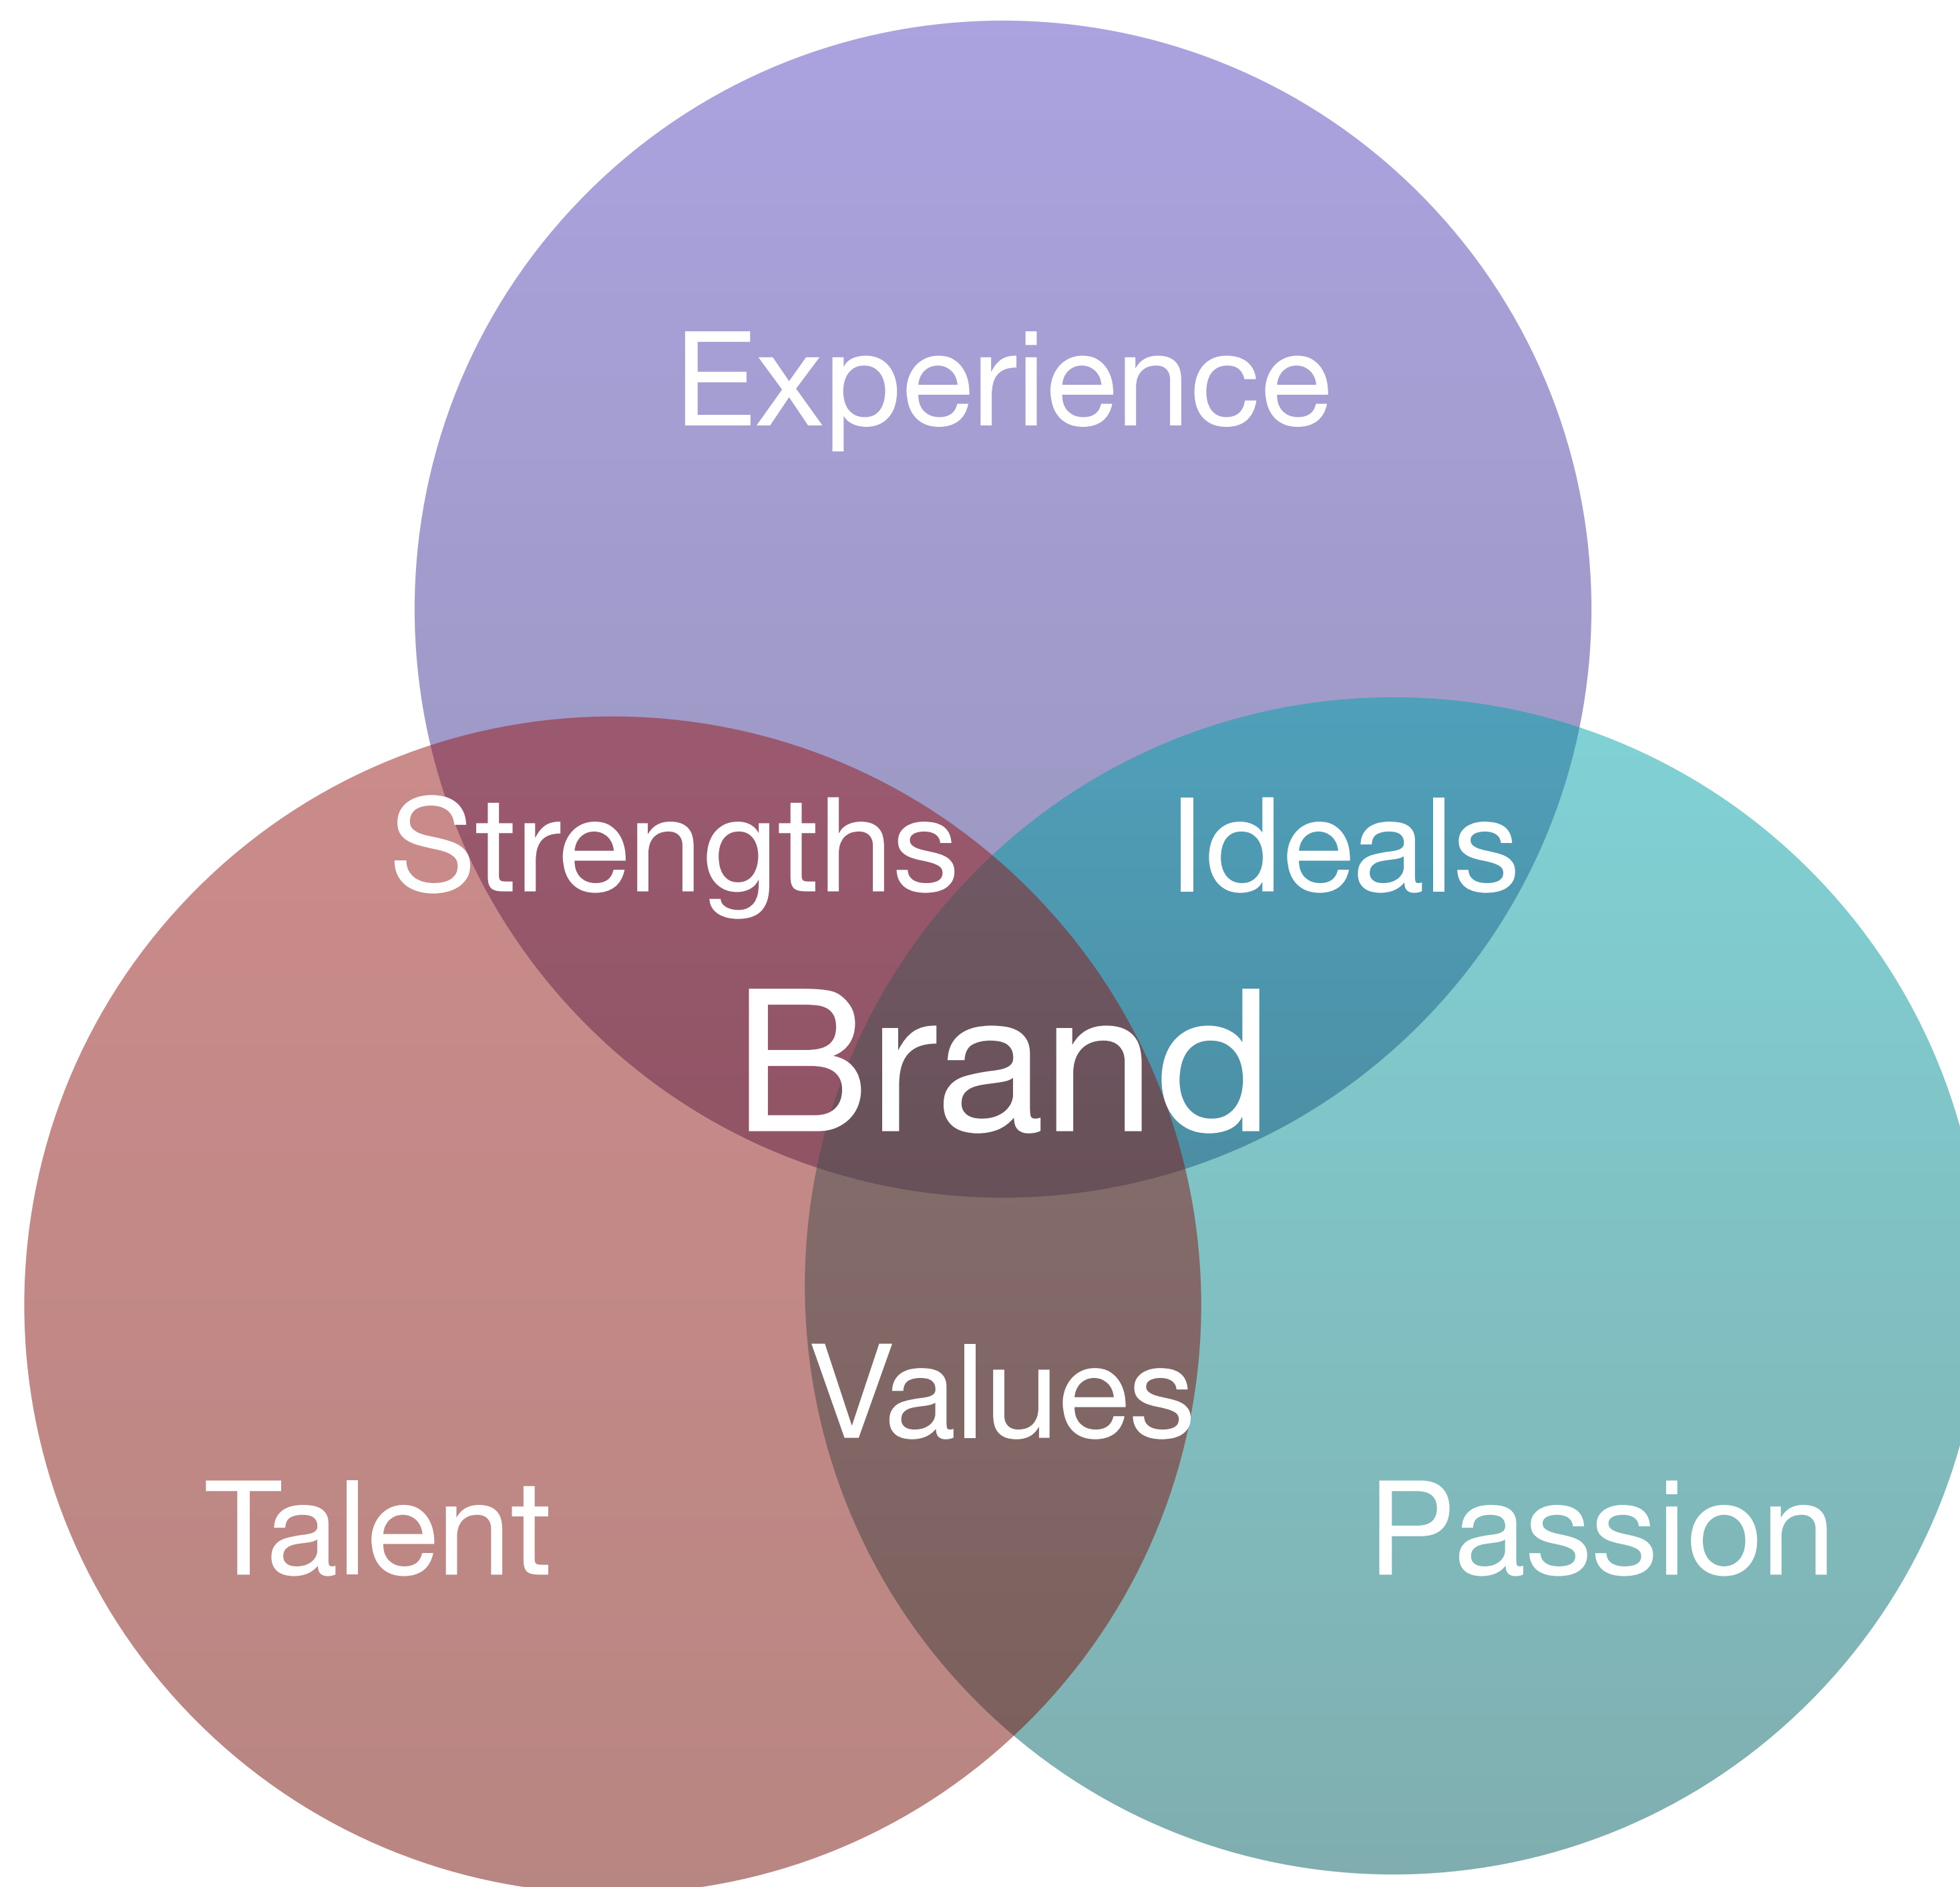 Experience
Strengths
Ideals
Brand
Values
Talent
Passion